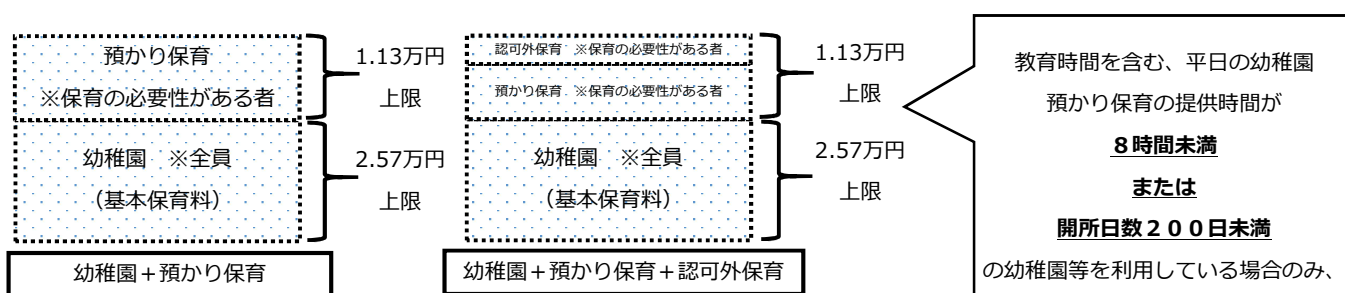 預かり保育
※保育の必要性がある者
1.13万円
上限
幼稚園　※全員
（基本保育料）
2.57万円
上限
幼稚園＋預かり保育
認可外保育　※保育の必要性がある者
預かり保育　※保育の必要性がある者
1.13万円
上限
幼稚園　※全員
（基本保育料）
2.57万円
上限
幼稚園＋預かり保育＋認可外保育
教育時間を含む、平日の幼稚園
預かり保育の提供時間が
８時間未満
または
開所日数２００日未満
の幼稚園等を利用している場合のみ、